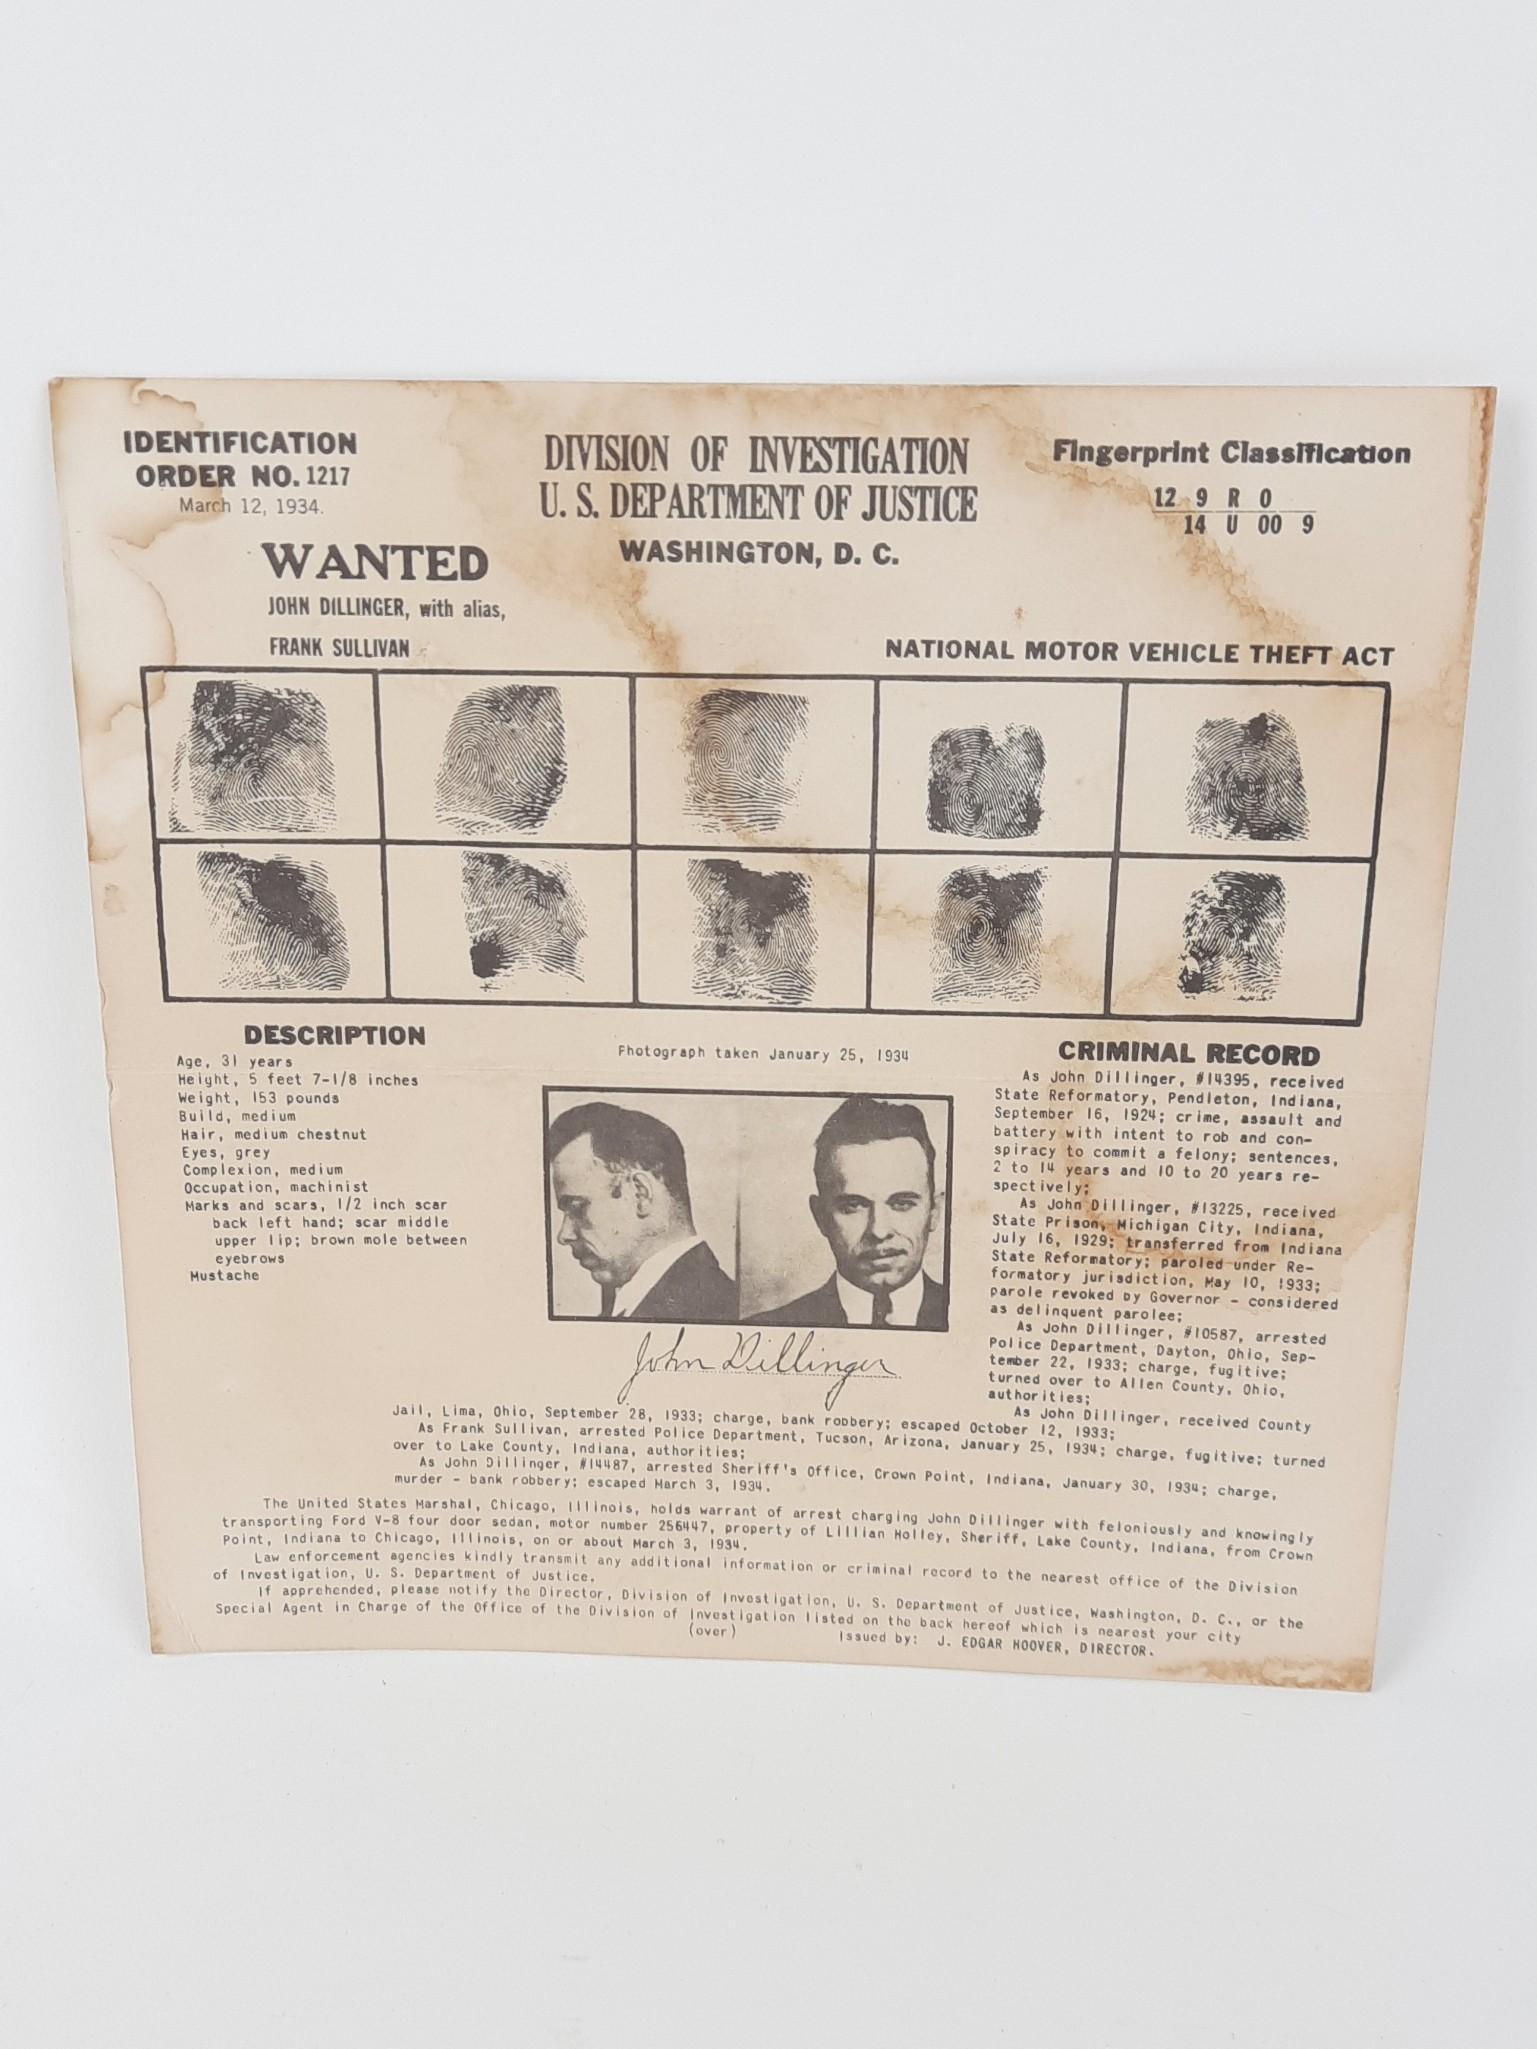 IDENTIFICATION
ORDER NO. 1217
March 12, 1934.
DIVISION OF INVESTIGATION
U. S. DEPARTMENT OF JUSTICE
WASHINGTON, D. C.
Fingerprint Classification
12 9 R O
14 U 00 9
WANTED
JOHN DILLINGER, with alias,
FRANK SULLIVAN
NATIONAL MOTOR VEHICLE THEFT ACT
DESCRIPTION
Age, 31 years
Height, 5 feet 7-1/8 inches
Weight, 153 pounds
Build, medium
Hair, medium chestnut
Eyes, grey
Complexion, medium
Occupation, machinist
Marks and scars, 1/2 inch scar
back left hand; scar middle
upper lip; brown mole between
eyebrows
Mustache
Photograph taken January 25, 1934
John Dillinger
CRIMINAL RECORD
As John Dillinger, #14395, received
State Reformatory, Pendleton, Indiana,
September 16, 1924; crime, assault and
battery with intent to rob and con-
spiracy to commit a felony; sentences,
2 to 14 years and 10 to 20 years re-
spectively;
As John Dillinger, #13225, received
State Prison, Michigan City, Indiana,
July 16, 1929; transferred from Indiana
State Reformatory; paroled under Re-
formatory jurisdiction, May 10, 1933;
parole revoked by Governor - considered
as delinquent parolee;
As John Dillinger, #10587, arrested
Police Department, Dayton, Ohio, Sep-
tember 22, 1933; charge, fugitive;
turned over to Allen County, Ohio,
authorities;
As John Dillinger, received County
Jail, Lima, Ohio, September 28, 1933; charge, bank robbery; escaped October 12, 1933;
As Frank Sullivan, arrested Police Department, Tucson, Arizona, January 25, 1934; charge, fugitive; turned
over to Lake County, Indiana, authorities;
As John Dillinger, #14487, arrested Sheriff's Office, Crown Point, Indiana, January 30, 1934; charge,
murder - bank robbery; escaped March 3, 1934.
The United States Marshal, Chicago, Illinois, holds warrant of arrest charging John Dillinger with feloniously and knowingly
transporting Ford V-8 four door sedan, motor number 256447, property of Lillian Holley, Sheriff, Lake County, Indiana, from Crown
Point, Indiana to Chicago, Illinois, on or about March 3, 1934.
Law enforcement agencies kindly transmit any additional information or criminal record to the nearest office of the Division
of Investigation, U. S. Department of Justice.
If apprehended, please notify the Director, Division of Investigation, U. S. Department of Justice, Washington, D. C., or the
Special Agent in Charge of the Office of the Division of Investigation listed on the back hereof which is nearest your city
(over) Issued by: J. EDGAR HOOVER, DIRECTOR.